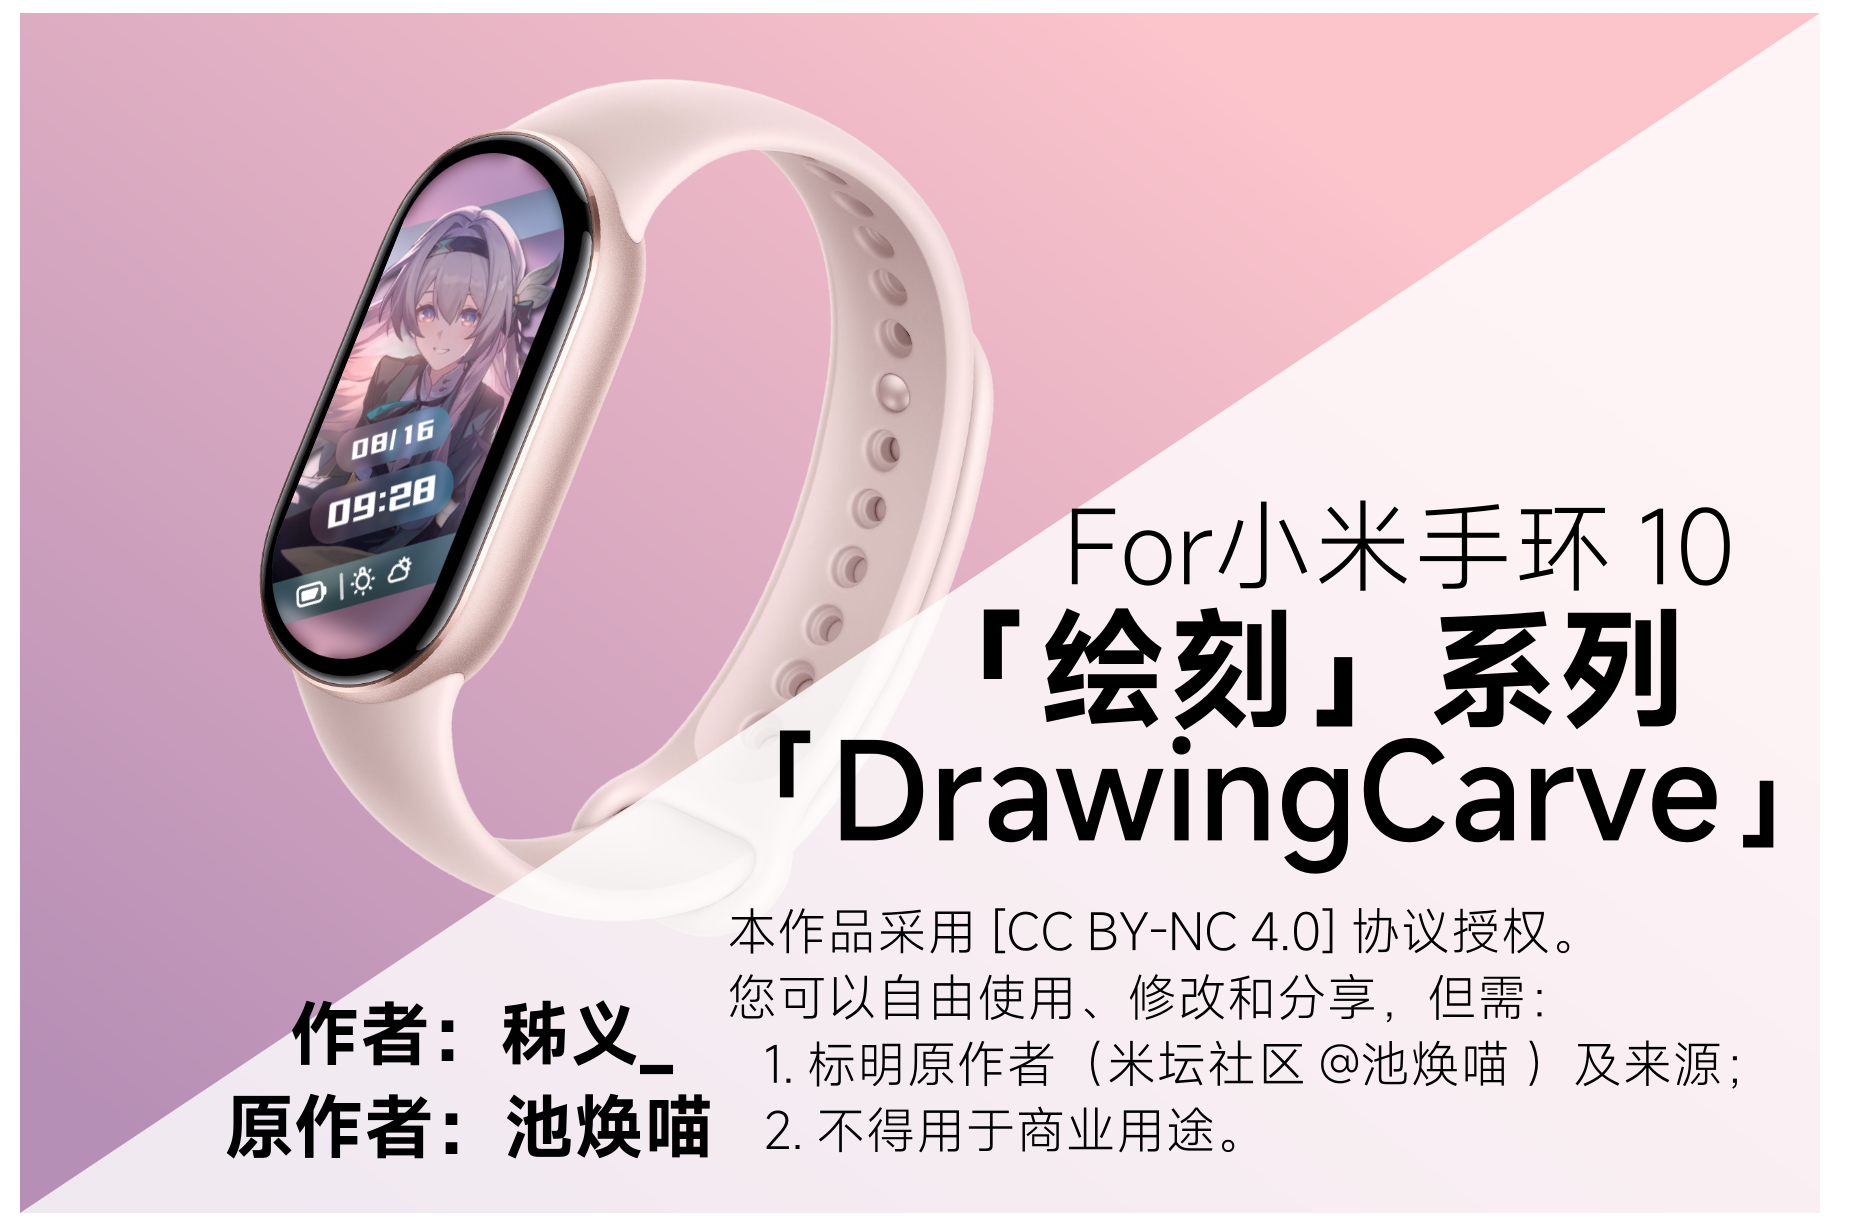 08/16
09:28
For小米手环 10
「绘刻」系列
「DrawingCarve」
本作品采用 [CC BY-NC 4.0] 协议授权。
您可以自由使用、修改和分享，但需：
1. 标明原作者（米坛社区 @池焕喵 ）及来源；
2. 不得用于商业用途。
作者：秭义_
原作者：池焕喵